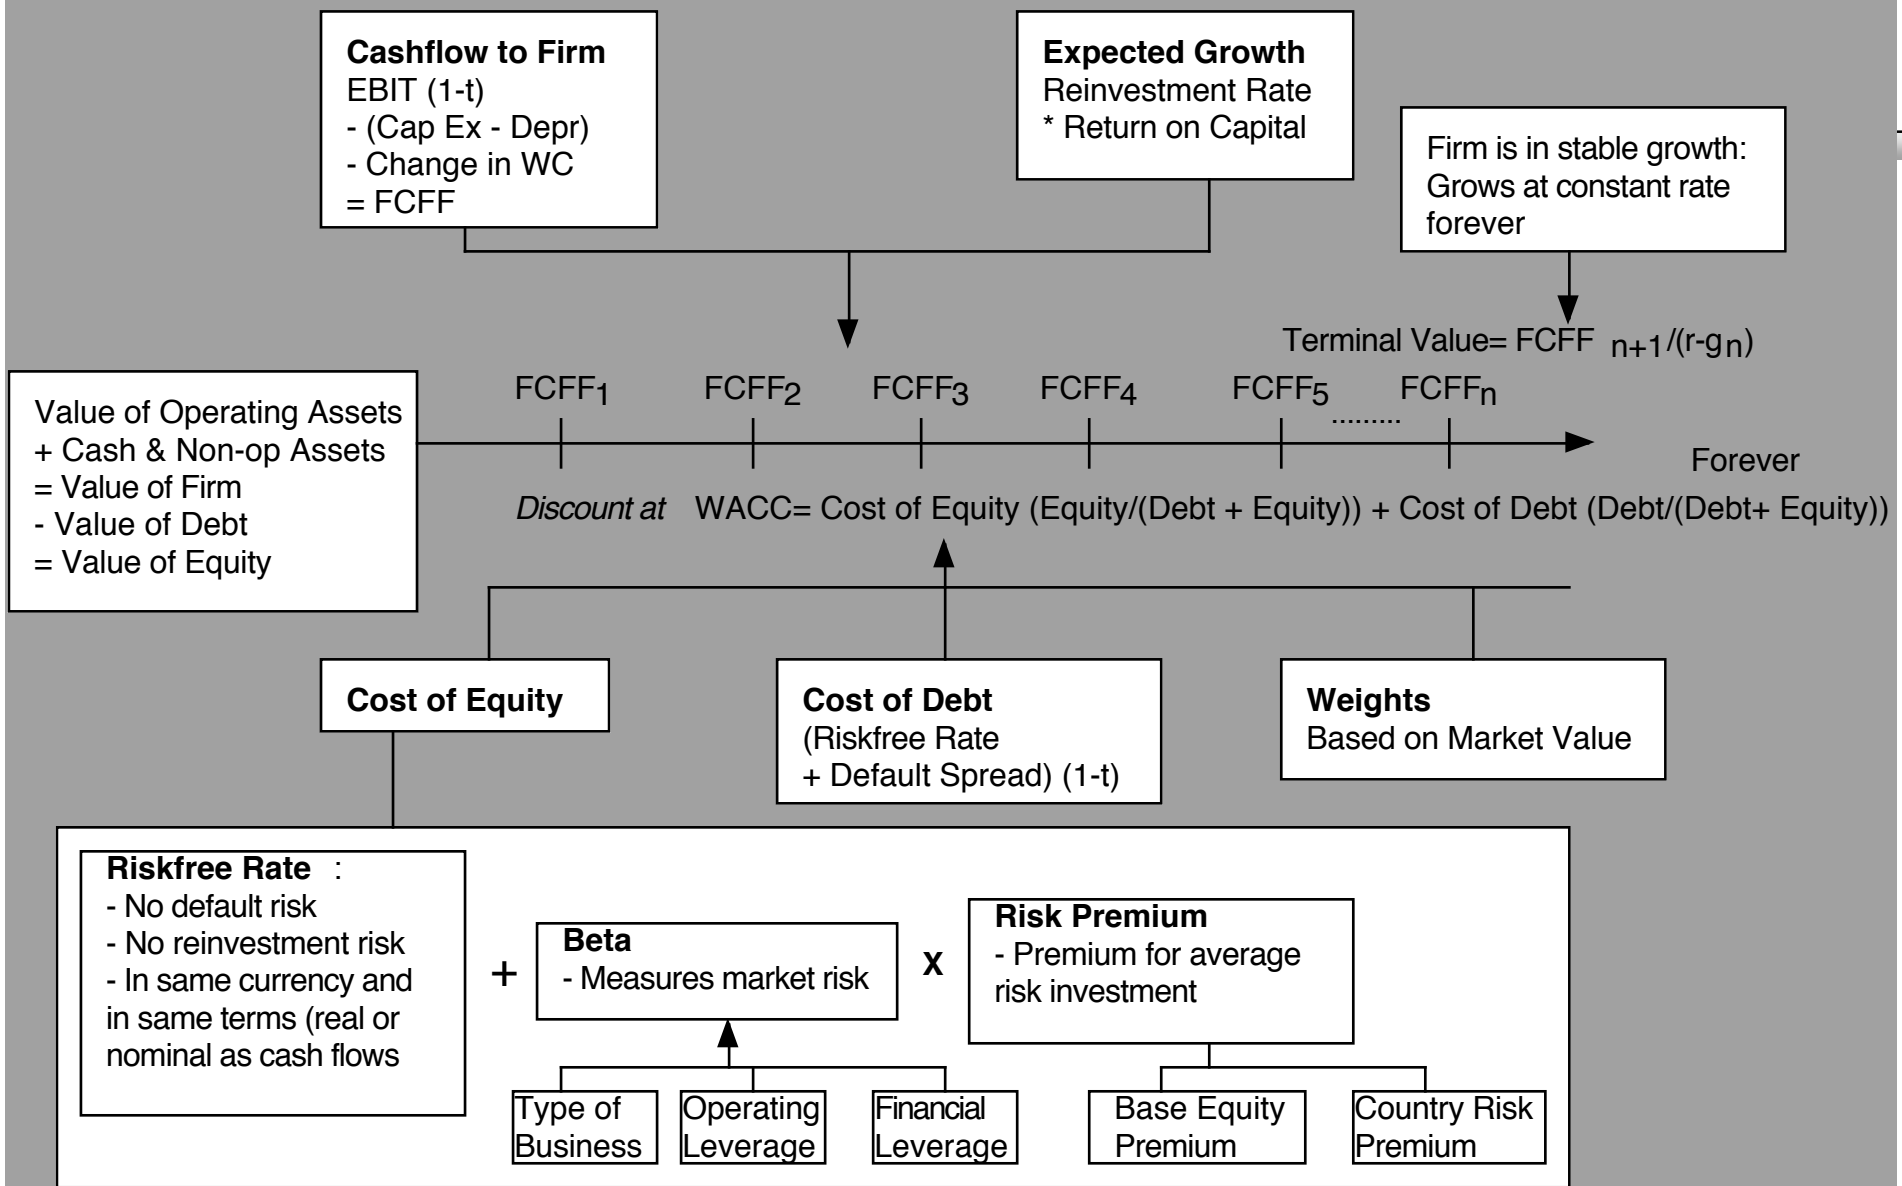 Cashflow to Firm
EBIT (1-t)
- (Cap Ex - Depr)
- Change in WC
= FCFF
Expected Growth
Reinvestment Rate
* Return on Capital
Firm is in stable growth:
Grows at constant rate
forever
Terminal Value= FCFF n+1/(r-gn)
FCFF1 FCFF2 FCFF3 FCFF4 FCFF5 ......... FCFFn
Forever
Value of Operating Assets
+ Cash & Non-op Assets
= Value of Firm
- Value of Debt
= Value of Equity
Discount at WACC= Cost of Equity (Equity/(Debt + Equity)) + Cost of Debt (Debt/(Debt+ Equity))
Cost of Equity
Cost of Debt
(Riskfree Rate
+ Default Spread) (1-t)
Weights
Based on Market Value
Riskfree Rate :
- No default risk
- No reinvestment risk
- In same currency and
in same terms (real or
nominal as cash flows
+
Beta
- Measures market risk
X
Risk Premium
- Premium for average
risk investment
Type of
Business
Operating
Leverage
Financial
Leverage
Base Equity
Premium
Country Risk
Premium